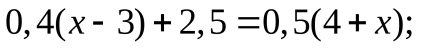 0,4(x − 3) + 2,5 = 0,5(4 + x);